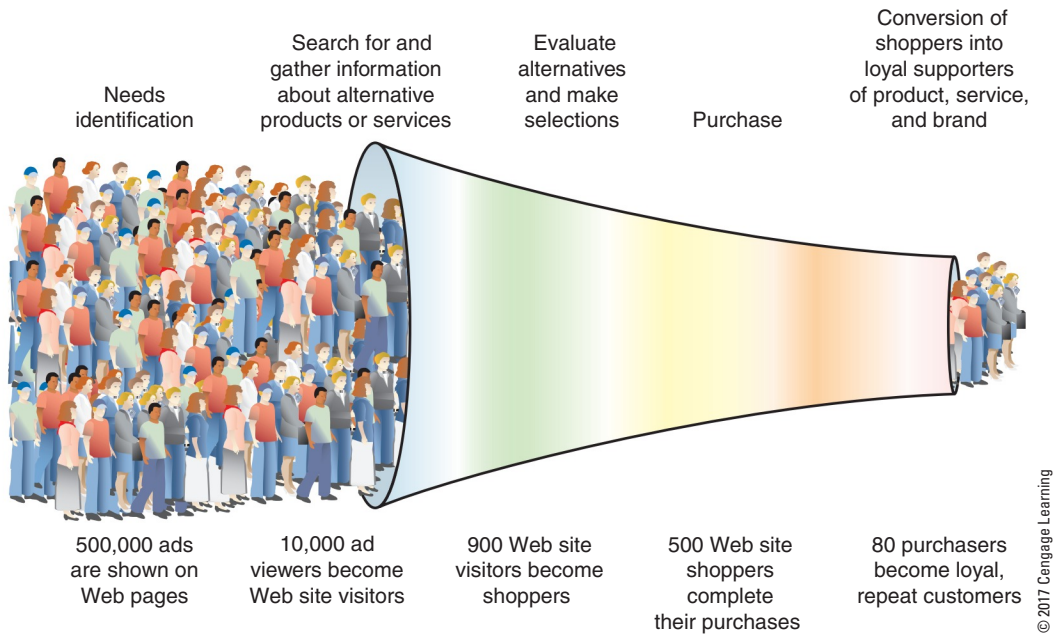 Needs
identification
Search for and
gather information
about alternative
products or services
Evaluate
alternatives
and make
selections
Purchase
Conversion of
shoppers into
loyal supporters
of product, service,
and brand
500,000 ads
are shown on
Web pages
10,000 ad
viewers become
Web site visitors
900 Web site
visitors become
shoppers
500 Web site
shoppers
complete
their purchases
80 purchasers
become loyal,
repeat customers
© 2017 Cengage Learning